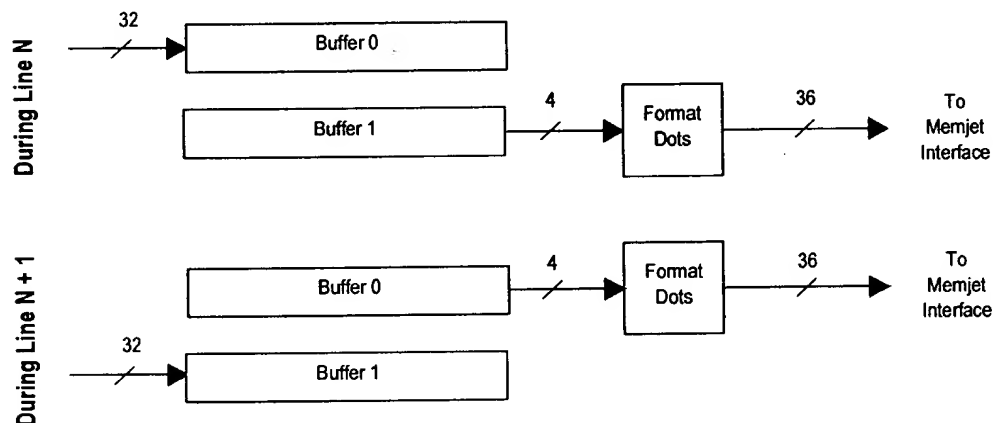 During Line N
32
Buffer 0
Buffer 1
4
Format
Dots
36
To
Memjet
Interface
During Line N + 1
Buffer 0
4
Format
Dots
36
To
Memjet
Interface
32
Buffer 1